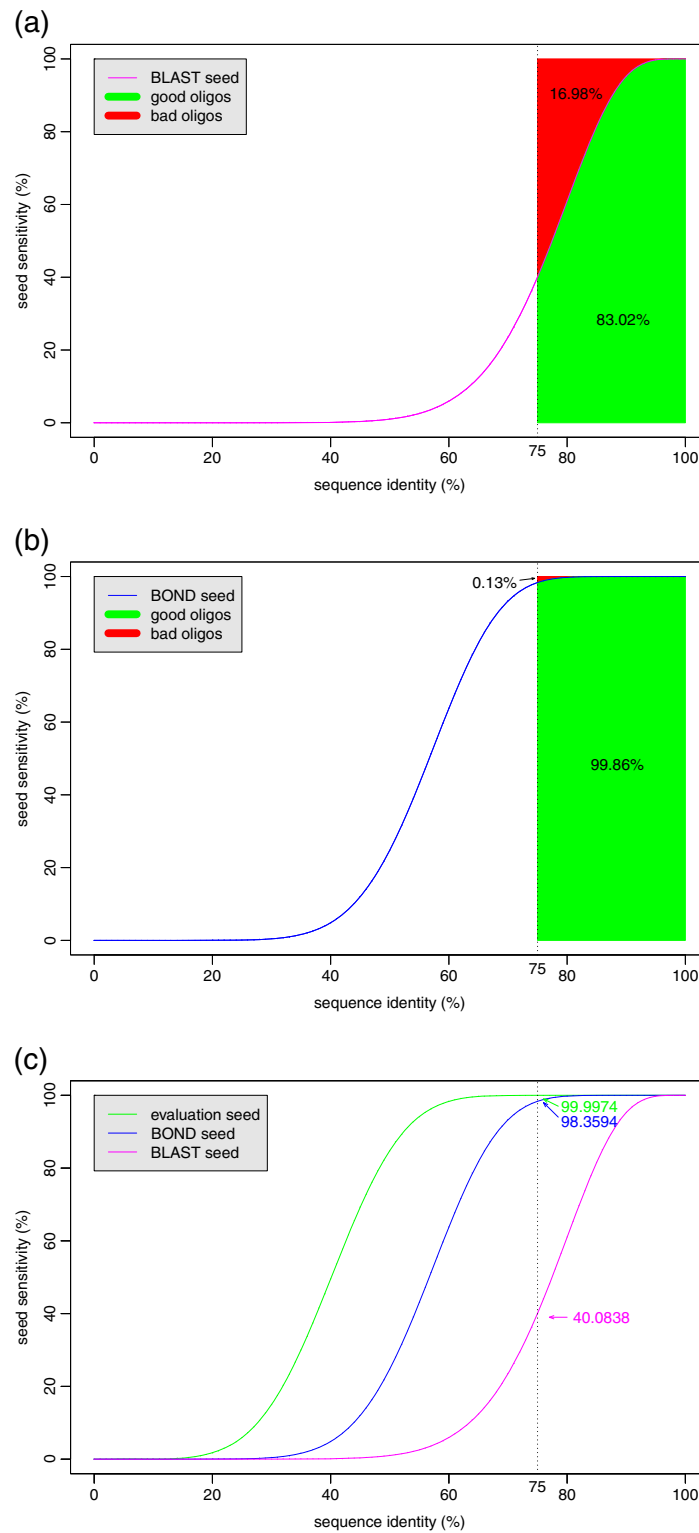 (a)
BLAST seed
good oligos
bad oligos
16.98%
83.02%
seed sensitivity (%)
0
20
40
60
80
100
0
20
40
60
75
80
100
sequence identity (%)
(b)
BOND seed
good oligos
bad oligos
0.13%
99.86%
seed sensitivity (%)
0
20
40
60
80
100
0
20
40
60
75
80
100
sequence identity (%)
(c)
evaluation seed
BOND seed
BLAST seed
99.9974
98.3594
40.0838
seed sensitivity (%)
0
20
40
60
80
100
0
20
40
60
75
80
100
sequence identity (%)